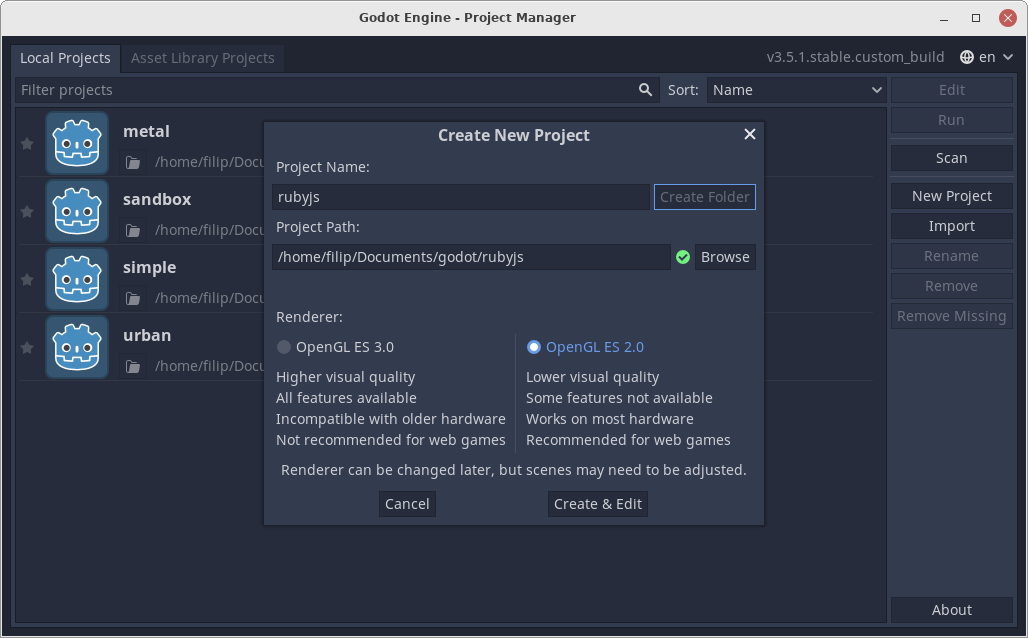 Godot Engine - Project Manager
Local Projects Asset Library Projects v3.5.1.stable.custom_build en
Filter projects Sort: Name Edit
Run
Scan
New Project
Import
Rename
Remove
Remove Missing
About
metal
/home/filip/Docu
sandbox
/home/filip/Docu
simple
/home/filip/Docu
urban
/home/filip/Docu
Create New Project
Project Name:
rubyjs Create Folder
Project Path:
/home/filip/Documents/godot/rubyjs Browse
Renderer:
OpenGL ES 3.0
Higher visual quality
All features available
Incompatible with older hardware
Not recommended for web games
OpenGL ES 2.0
Lower visual quality
Some features not available
Works on most hardware
Recommended for web games
Renderer can be changed later, but scenes may need to be adjusted.
Cancel Create & Edit